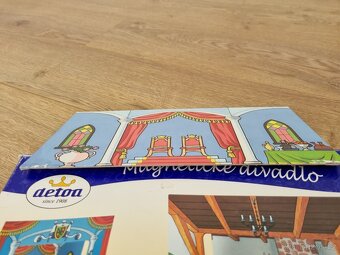 Magnetické divadlo
detoa
since 1908